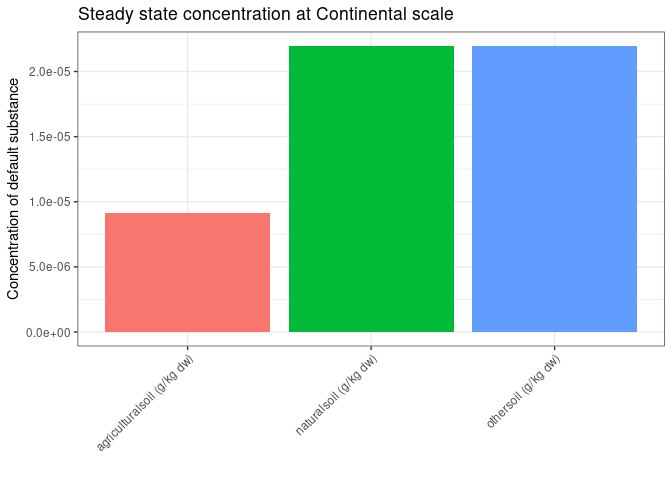 Steady state concentration at Continental scale
Concentration of default substance
2.0e-05
1.5e-05
1.0e-05
5.0e-06
0.0e+00
agriculturalsoil (g/kg dw)
naturalsoil (g/kg dw)
othersoil (g/kg dw)